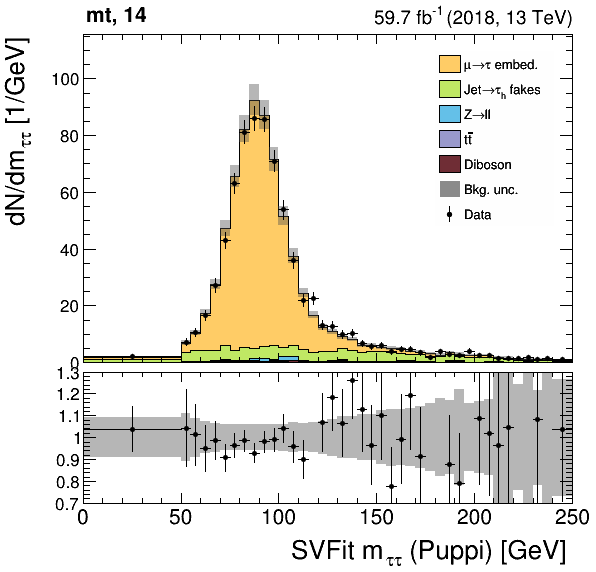 mt, 14
59.7 fb⁻¹ (2018, 13 TeV)
dN/dm_ττ [1/GeV]
100
80
60
40
20
0
μ→τ embed.
Jet→τ_h fakes
Z→ll
tt̄
Diboson
Bkg. unc.
Data
1.3
1.2
1.1
1
0.9
0.8
0.7
0 50 100 150 200 250
SVFit m_ττ (Puppi) [GeV]